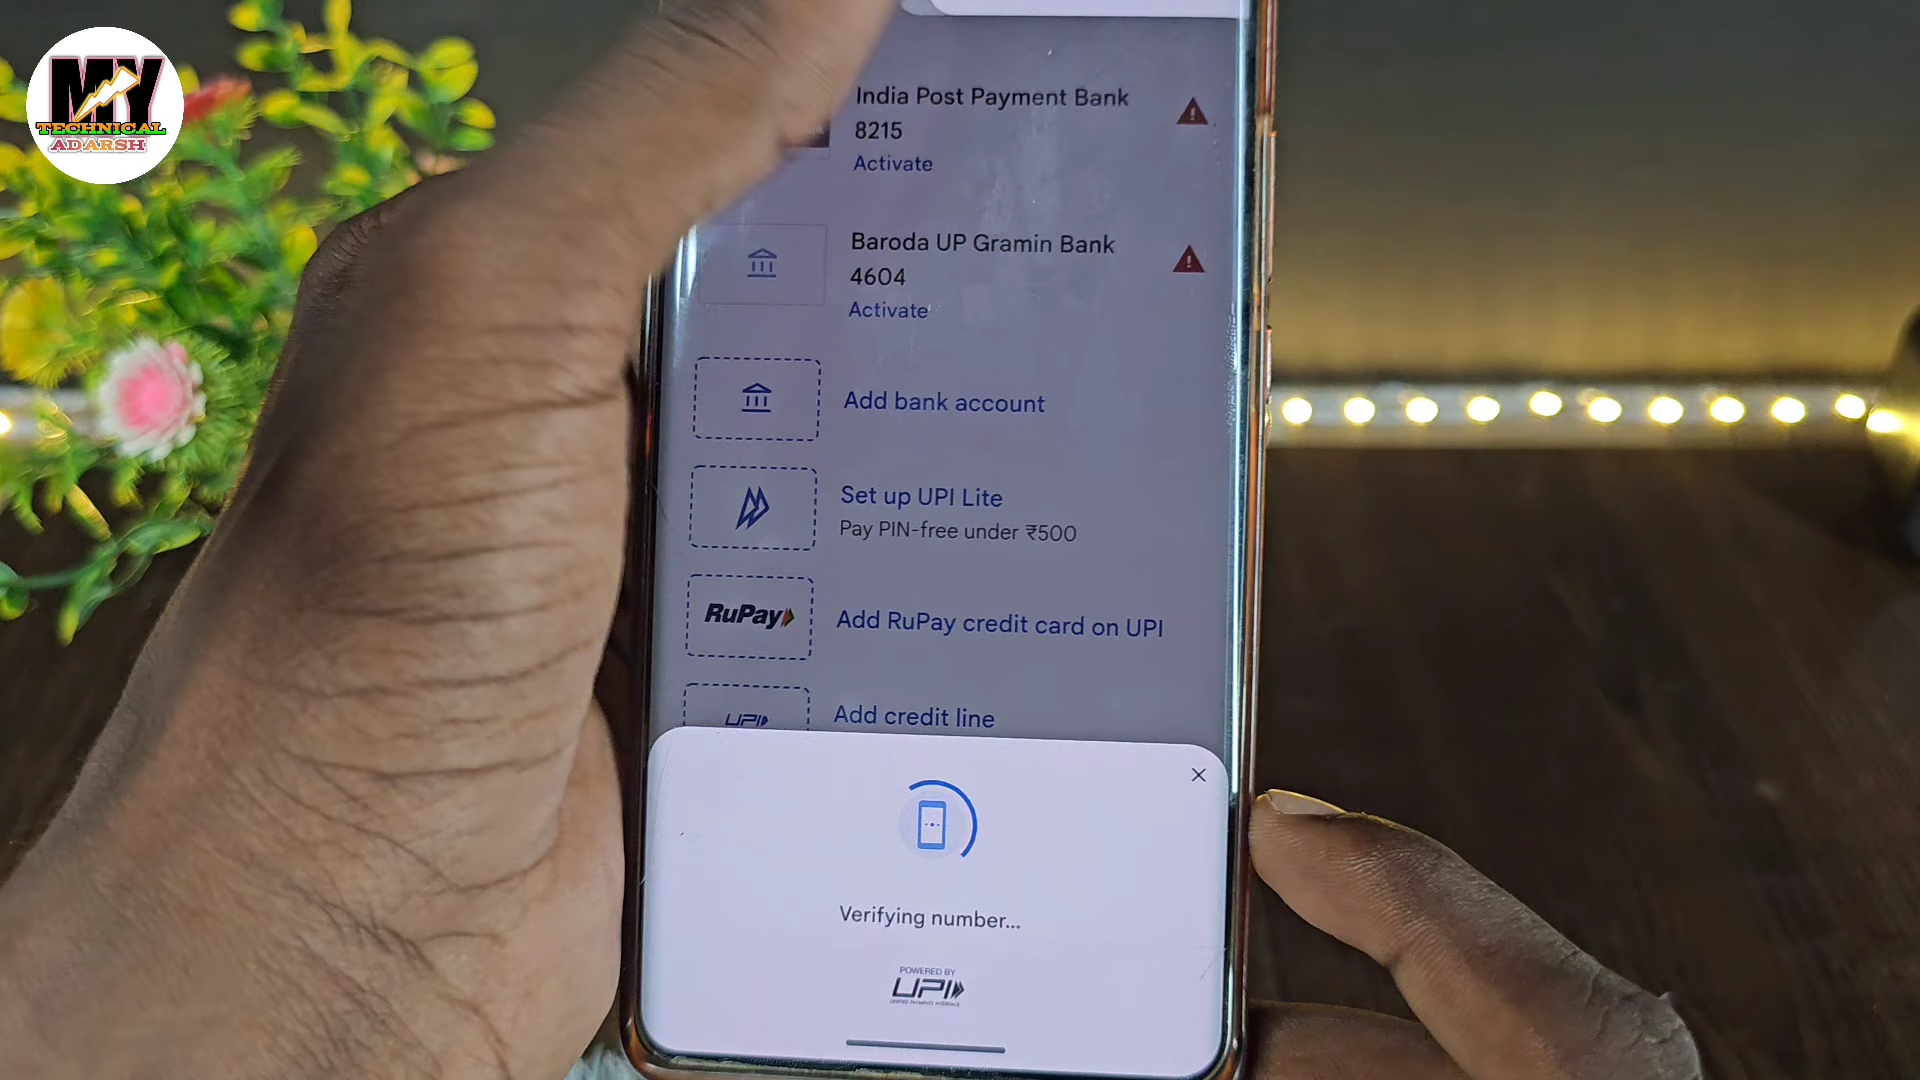 MY
TECHNICAL
ADARSH
India Post Payment Bank
8215
Activate
Baroda UP Gramin Bank
4604
Activate
Add bank account
Set up UPI Lite
Pay PIN-free under ₹500
RuPay
Add RuPay credit card on UPI
UPI
Add credit line
Verifying number...
POWERED BY
UPI
UNIFIED PAYMENTS INTERFACE